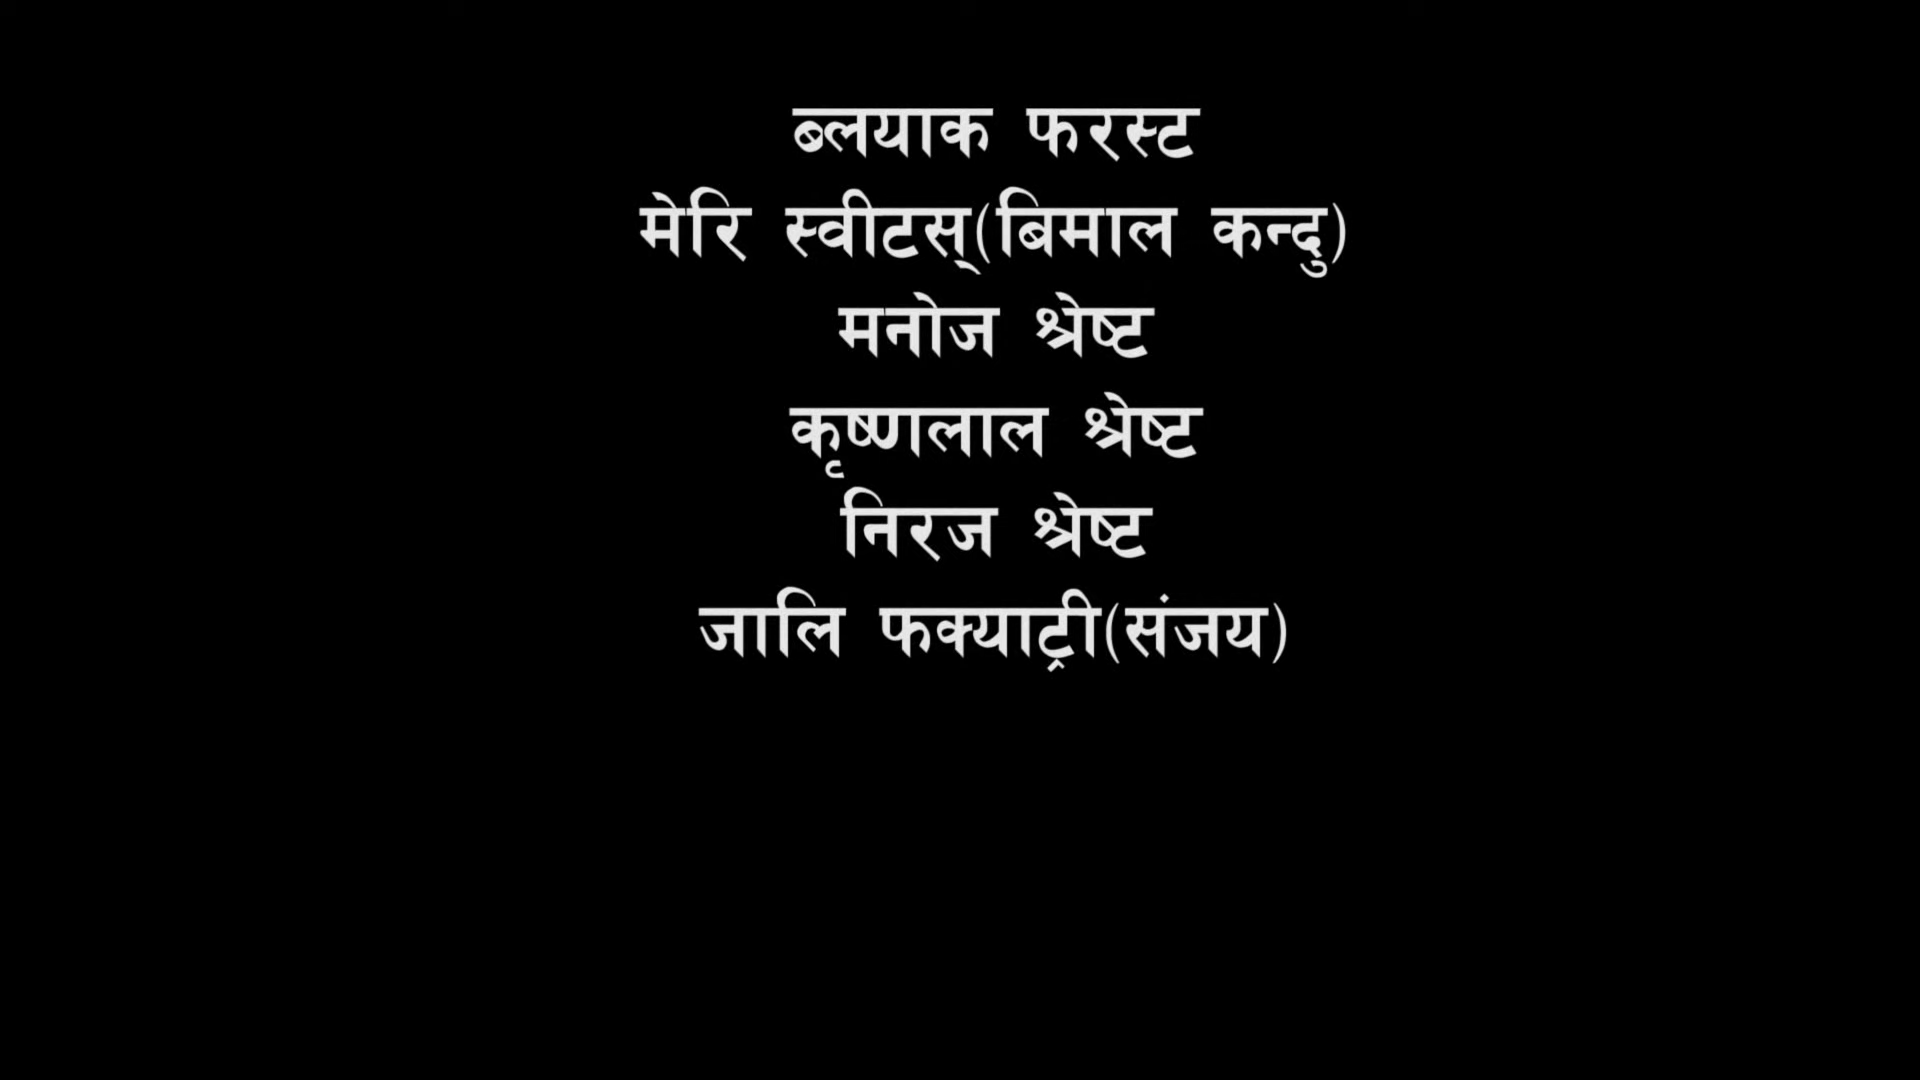 ब्लयाक फरस्ट
मेरि स्वीटस्(बिमाल कन्दु)
मनोज श्रेष्ट
कृष्णलाल श्रेष्ट
निरज श्रेष्ट
जालि फक्याट्री(संजय)